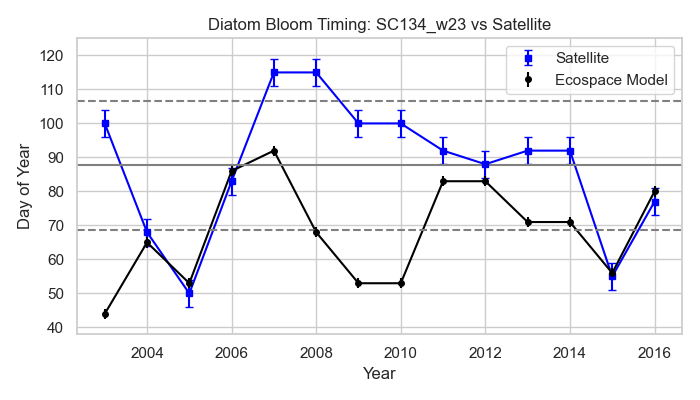 Diatom Bloom Timing: SC134_w23 vs Satellite
Satellite
Ecospace Model
Day of Year
120
110
100
90
80
70
60
50
40
2004 2006 2008 2010 2012 2014 2016
Year